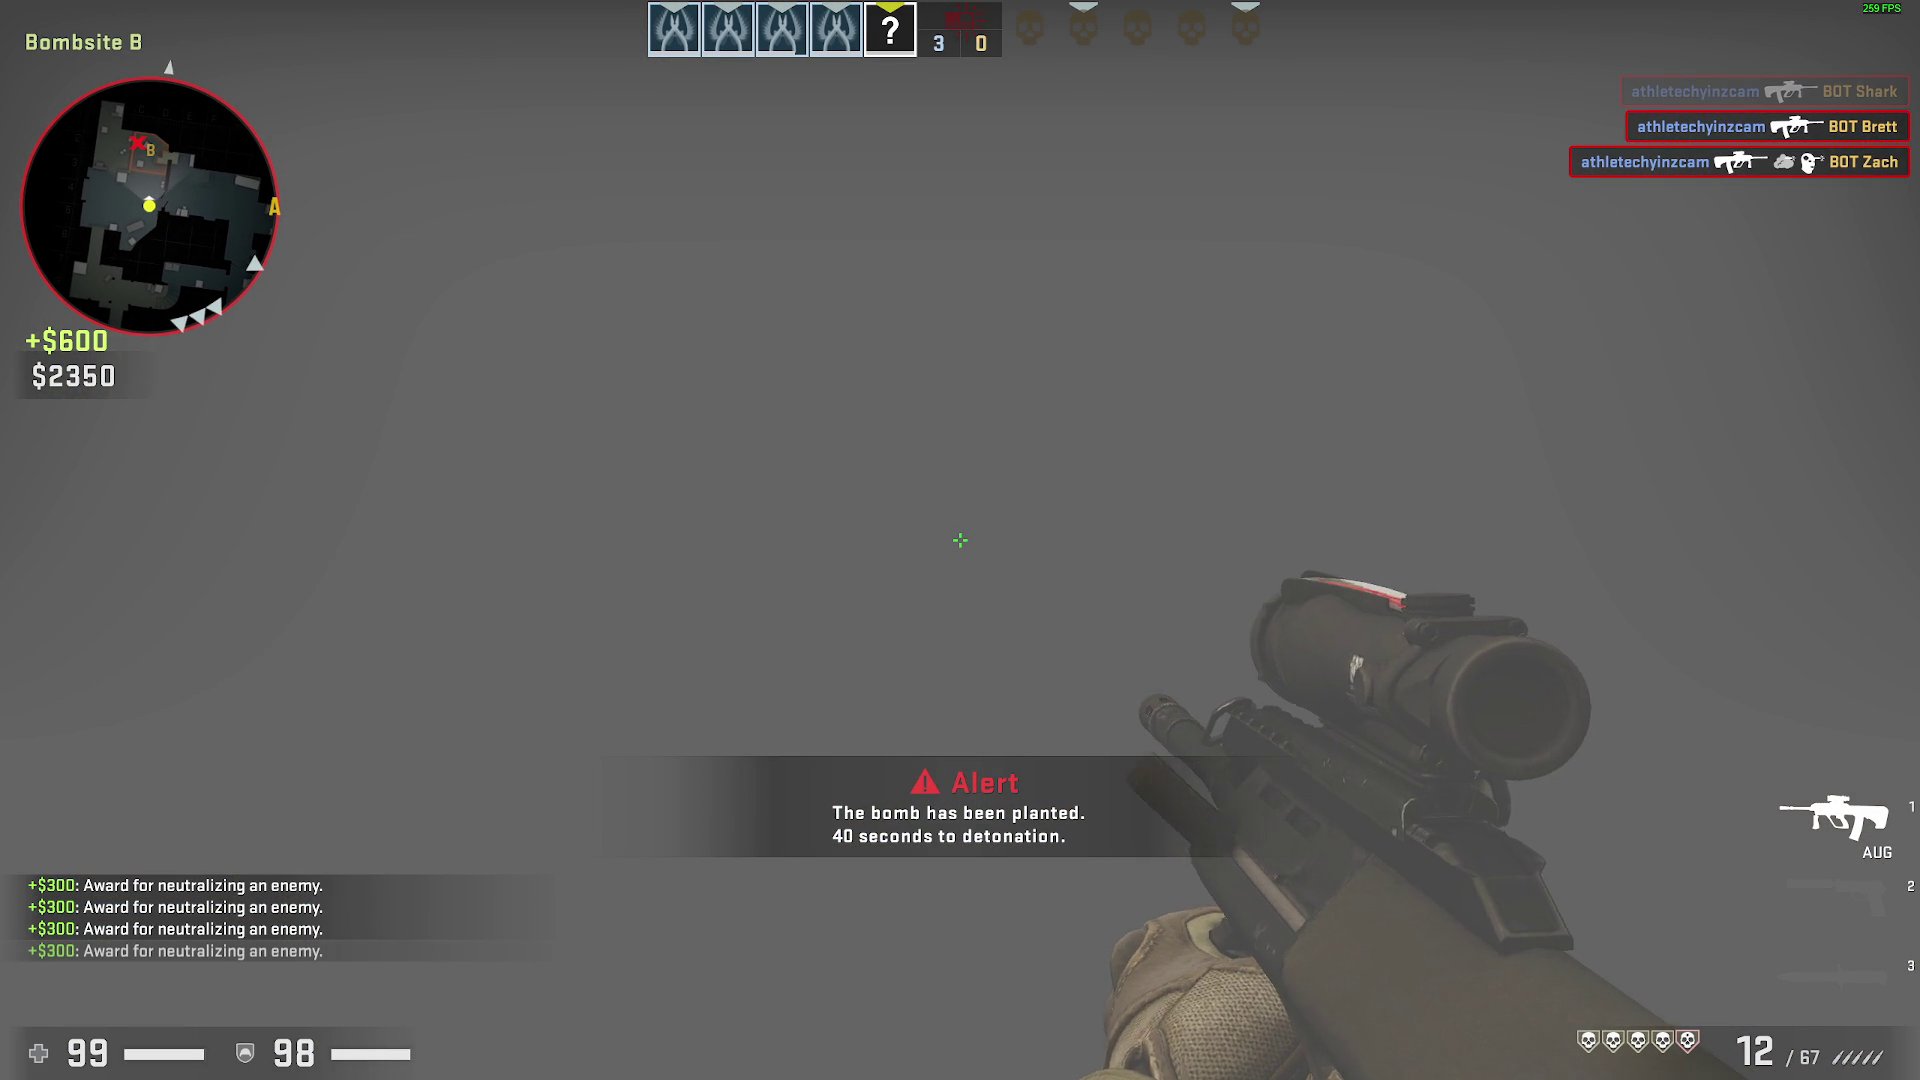 259 FPS
Bombsite B
?
3 0
athletechyinzcam BOT Shark
athletechyinzcam BOT Brett
athletechyinzcam BOT Zach
B
A
+$600
$2350
Alert
The bomb has been planted.
40 seconds to detonation.
1
AUG
2
3
+$300: Award for neutralizing an enemy.
+$300: Award for neutralizing an enemy.
+$300: Award for neutralizing an enemy.
+$300: Award for neutralizing an enemy.
99 98
12 / 67